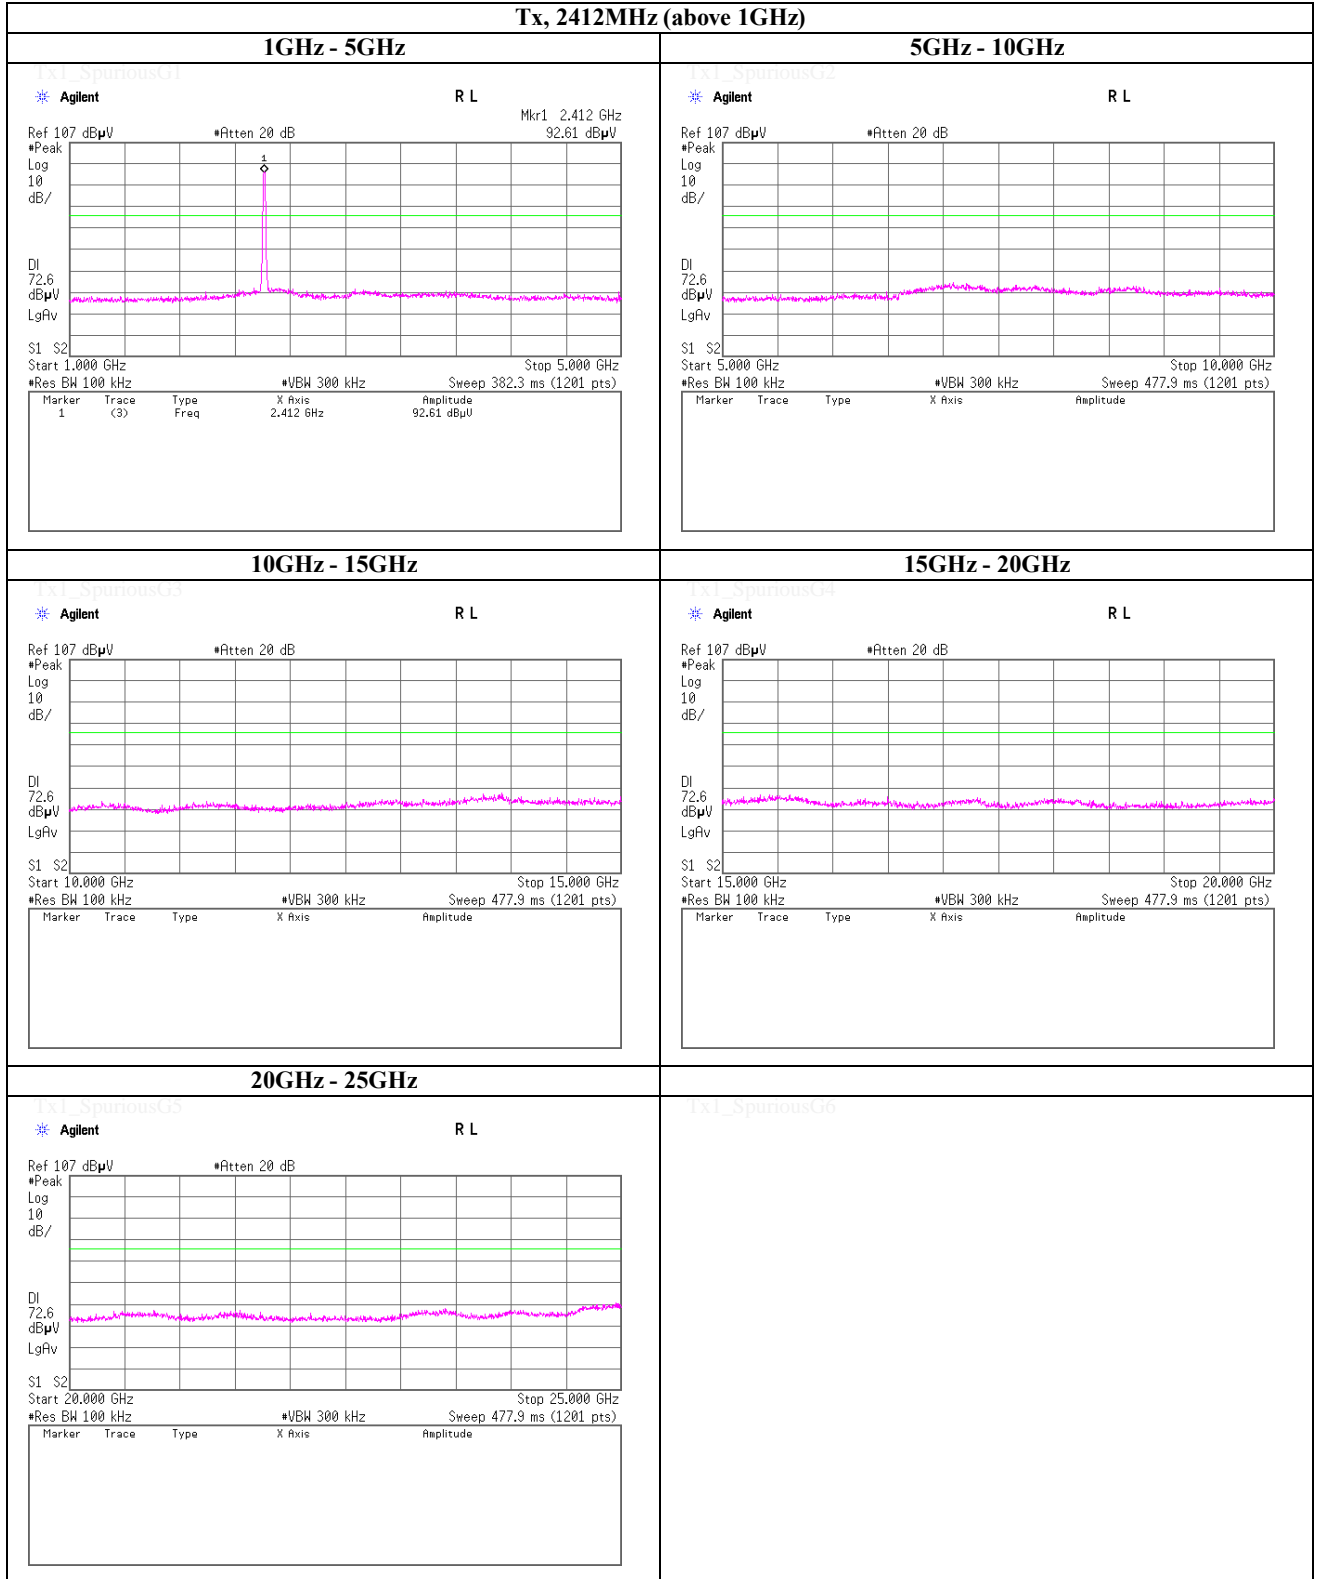 Tx, 2412MHz (above 1GHz)
1GHz - 5GHz
Tx1_SpuriousG1
Agilent R L
Mkr1 2.412 GHz
Ref 107 dBµV #Atten 20 dB 92.61 dBµV
#Peak
Log
10
dB/
1
DI
72.6
dBµV
LgAv
S1 S2
Start 1.000 GHz Stop 5.000 GHz
#Res BW 100 kHz #VBW 300 kHz Sweep 382.3 ms (1201 pts)
Marker Trace Type X Axis Amplitude
1 (3) Freq 2.412 GHz 92.61 dBµV
5GHz - 10GHz
Tx1_SpuriousG2
Agilent R L
Ref 107 dBµV #Atten 20 dB
#Peak
Log
10
dB/
DI
72.6
dBµV
LgAv
S1 S2
Start 5.000 GHz Stop 10.000 GHz
#Res BW 100 kHz #VBW 300 kHz Sweep 477.9 ms (1201 pts)
Marker Trace Type X Axis Amplitude
10GHz - 15GHz
Tx1_SpuriousG3
Agilent R L
Ref 107 dBµV #Atten 20 dB
#Peak
Log
10
dB/
DI
72.6
dBµV
LgAv
S1 S2
Start 10.000 GHz Stop 15.000 GHz
#Res BW 100 kHz #VBW 300 kHz Sweep 477.9 ms (1201 pts)
Marker Trace Type X Axis Amplitude
15GHz - 20GHz
Tx1_SpuriousG4
Agilent R L
Ref 107 dBµV #Atten 20 dB
#Peak
Log
10
dB/
DI
72.6
dBµV
LgAv
S1 S2
Start 15.000 GHz Stop 20.000 GHz
#Res BW 100 kHz #VBW 300 kHz Sweep 477.9 ms (1201 pts)
Marker Trace Type X Axis Amplitude
20GHz - 25GHz
Tx1_SpuriousG5
Agilent R L
Ref 107 dBµV #Atten 20 dB
#Peak
Log
10
dB/
DI
72.6
dBµV
LgAv
S1 S2
Start 20.000 GHz Stop 25.000 GHz
#Res BW 100 kHz #VBW 300 kHz Sweep 477.9 ms (1201 pts)
Marker Trace Type X Axis Amplitude
Tx1_SpuriousG6